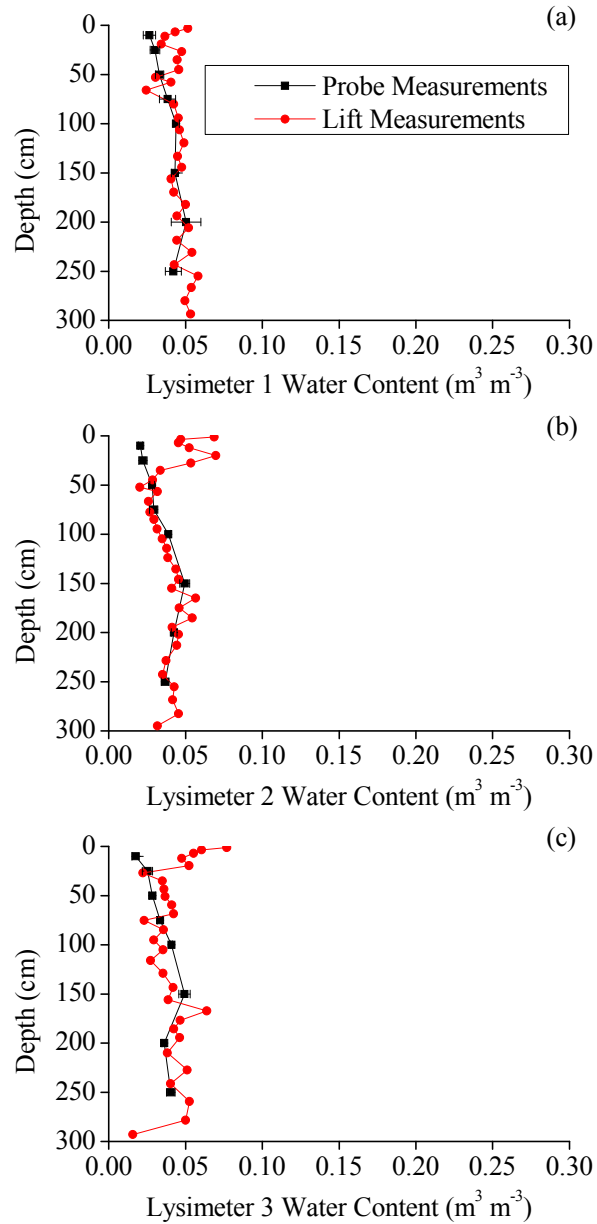 (a)
0
50
100
150
200
250
300
Depth (cm)
Probe Measurements
Lift Measurements
0.00 0.05 0.10 0.15 0.20 0.25 0.30
Lysimeter 1 Water Content (m³ m⁻³)
(b)
0
50
100
150
200
250
300
Depth (cm)
0.00 0.05 0.10 0.15 0.20 0.25 0.30
Lysimeter 2 Water Content (m³ m⁻³)
(c)
0
50
100
150
200
250
300
Depth (cm)
0.00 0.05 0.10 0.15 0.20 0.25 0.30
Lysimeter 3 Water Content (m³ m⁻³)